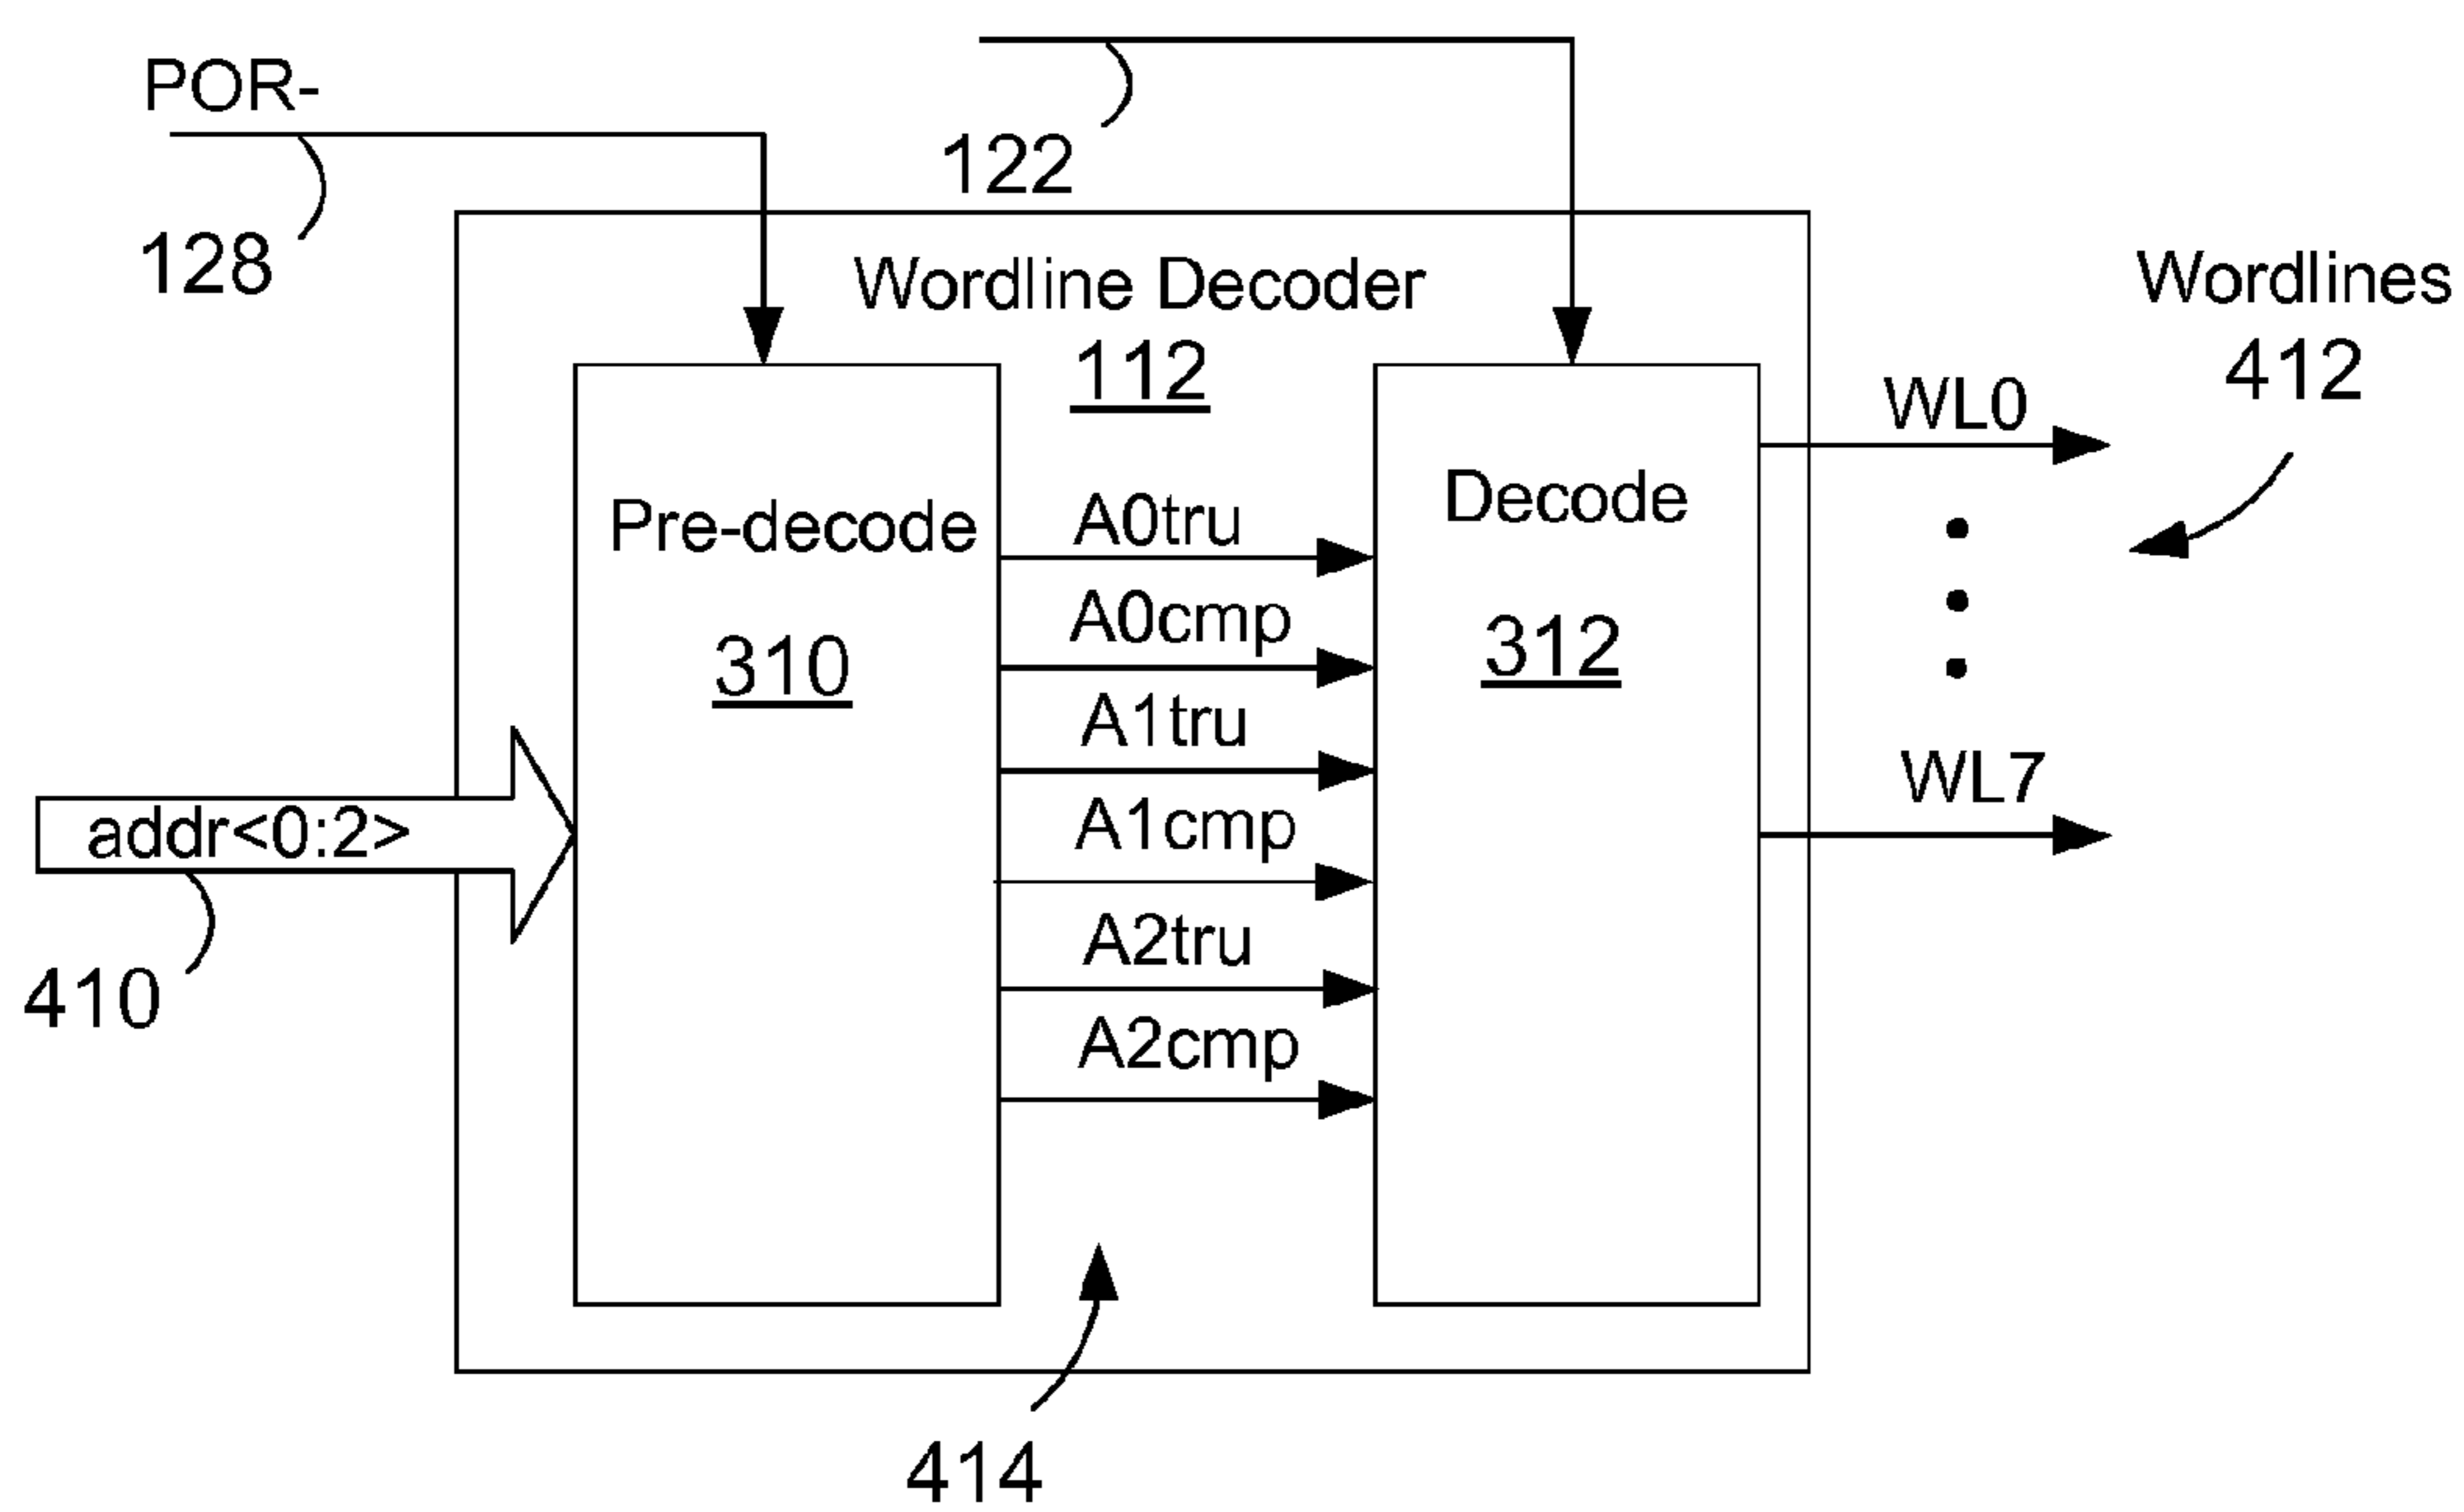 POR-
128
122
Wordline Decoder
112
Wordlines
412
WL0
Pre-decode
310
A0tru
A0cmp
A1tru
A1cmp
A2tru
A2cmp
Decode
312
WL7
addr<0:2>
410
414